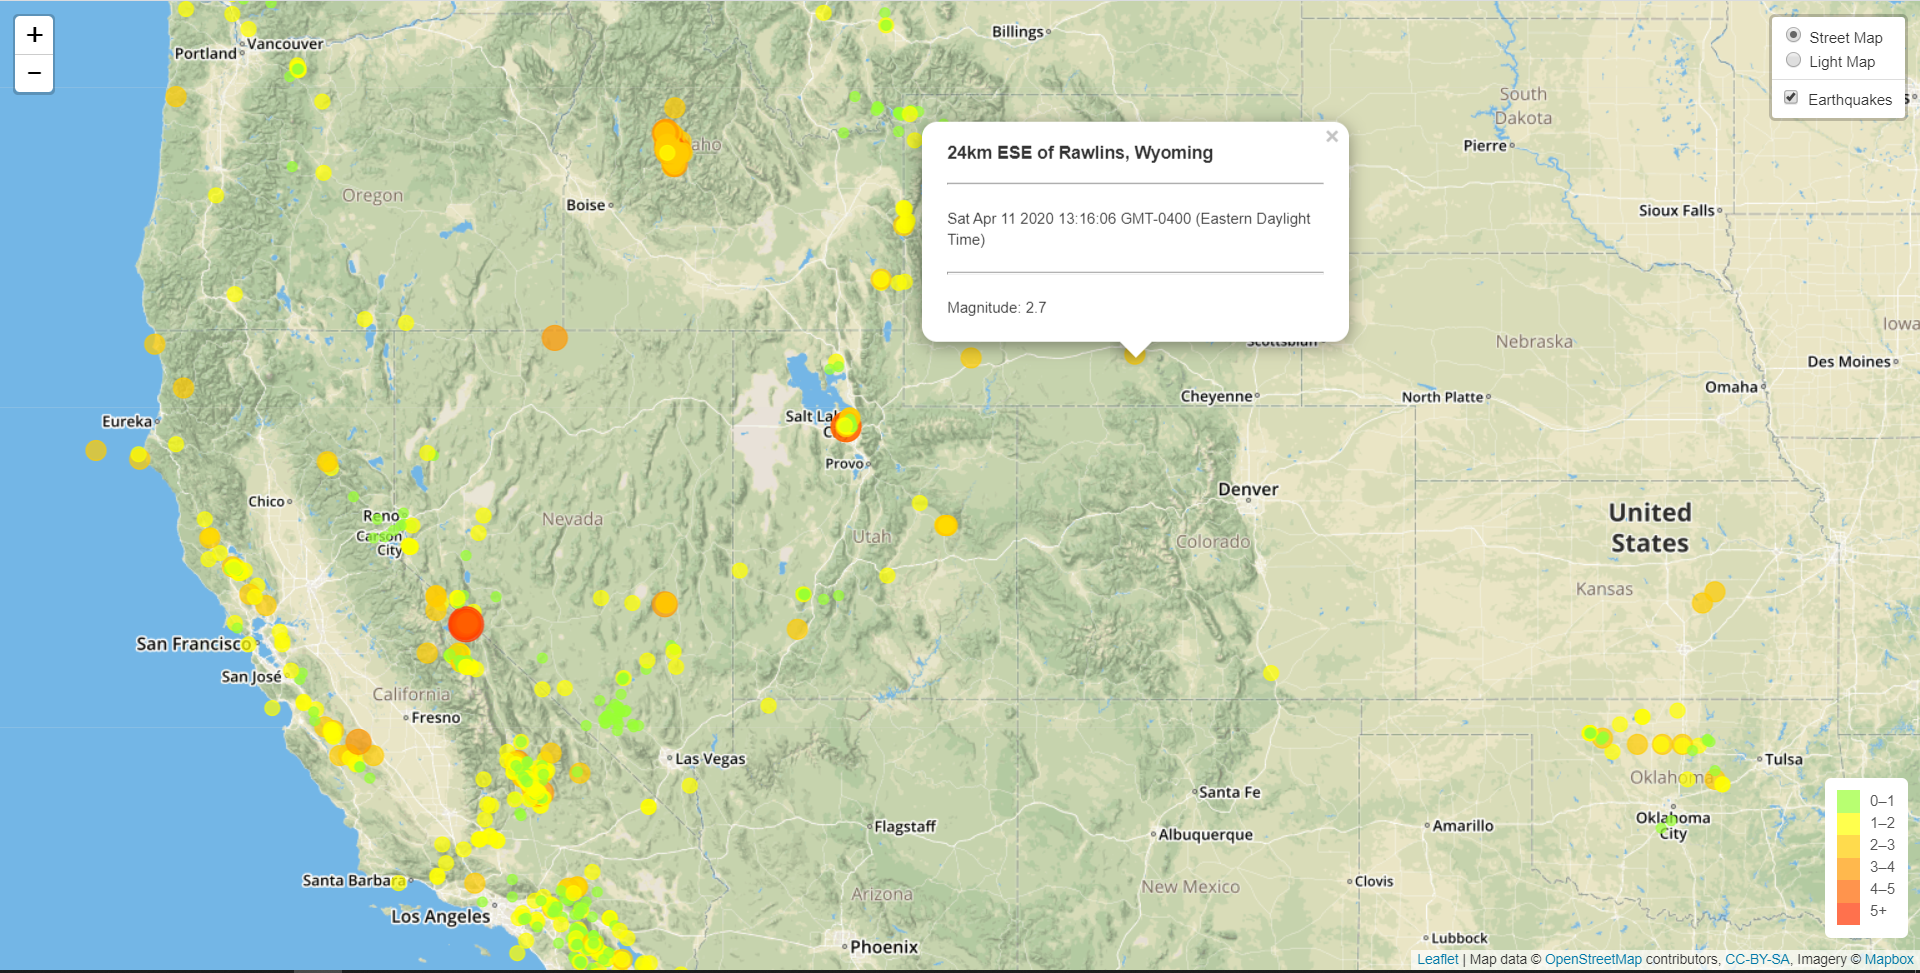 +
−
Vancouver
Portland
Billings
Street Map
Light Map
Earthquakes
South
Dakota
Pierre
24km ESE of Rawlins, Wyoming
×
Sat Apr 11 2020 13:16:06 GMT-0400 (Eastern Daylight
Time)
Magnitude: 2.7
aho
Oregon
Boise
Sioux Falls
Iowa
Scottsbluff
Nebraska
Des Moines
Omaha
Cheyenne
North Platte
Eureka
Salt Lak
C
Provo
Denver
Chico
Reno
Carson
City
Nevada
Utah
Colorado
United
States
Kansas
San Francisco
San José
California
Fresno
Las Vegas
Tulsa
Oklahoma
Santa Fe
Oklahoma
City
Flagstaff
Albuquerque
Amarillo
Santa Barbara
Arizona
New Mexico
Clovis
Los Angeles
Phoenix
Lubbock
0–1
1–2
2–3
3–4
4–5
5+
Leaflet | Map data © OpenStreetMap contributors, CC-BY-SA, Imagery © Mapbox